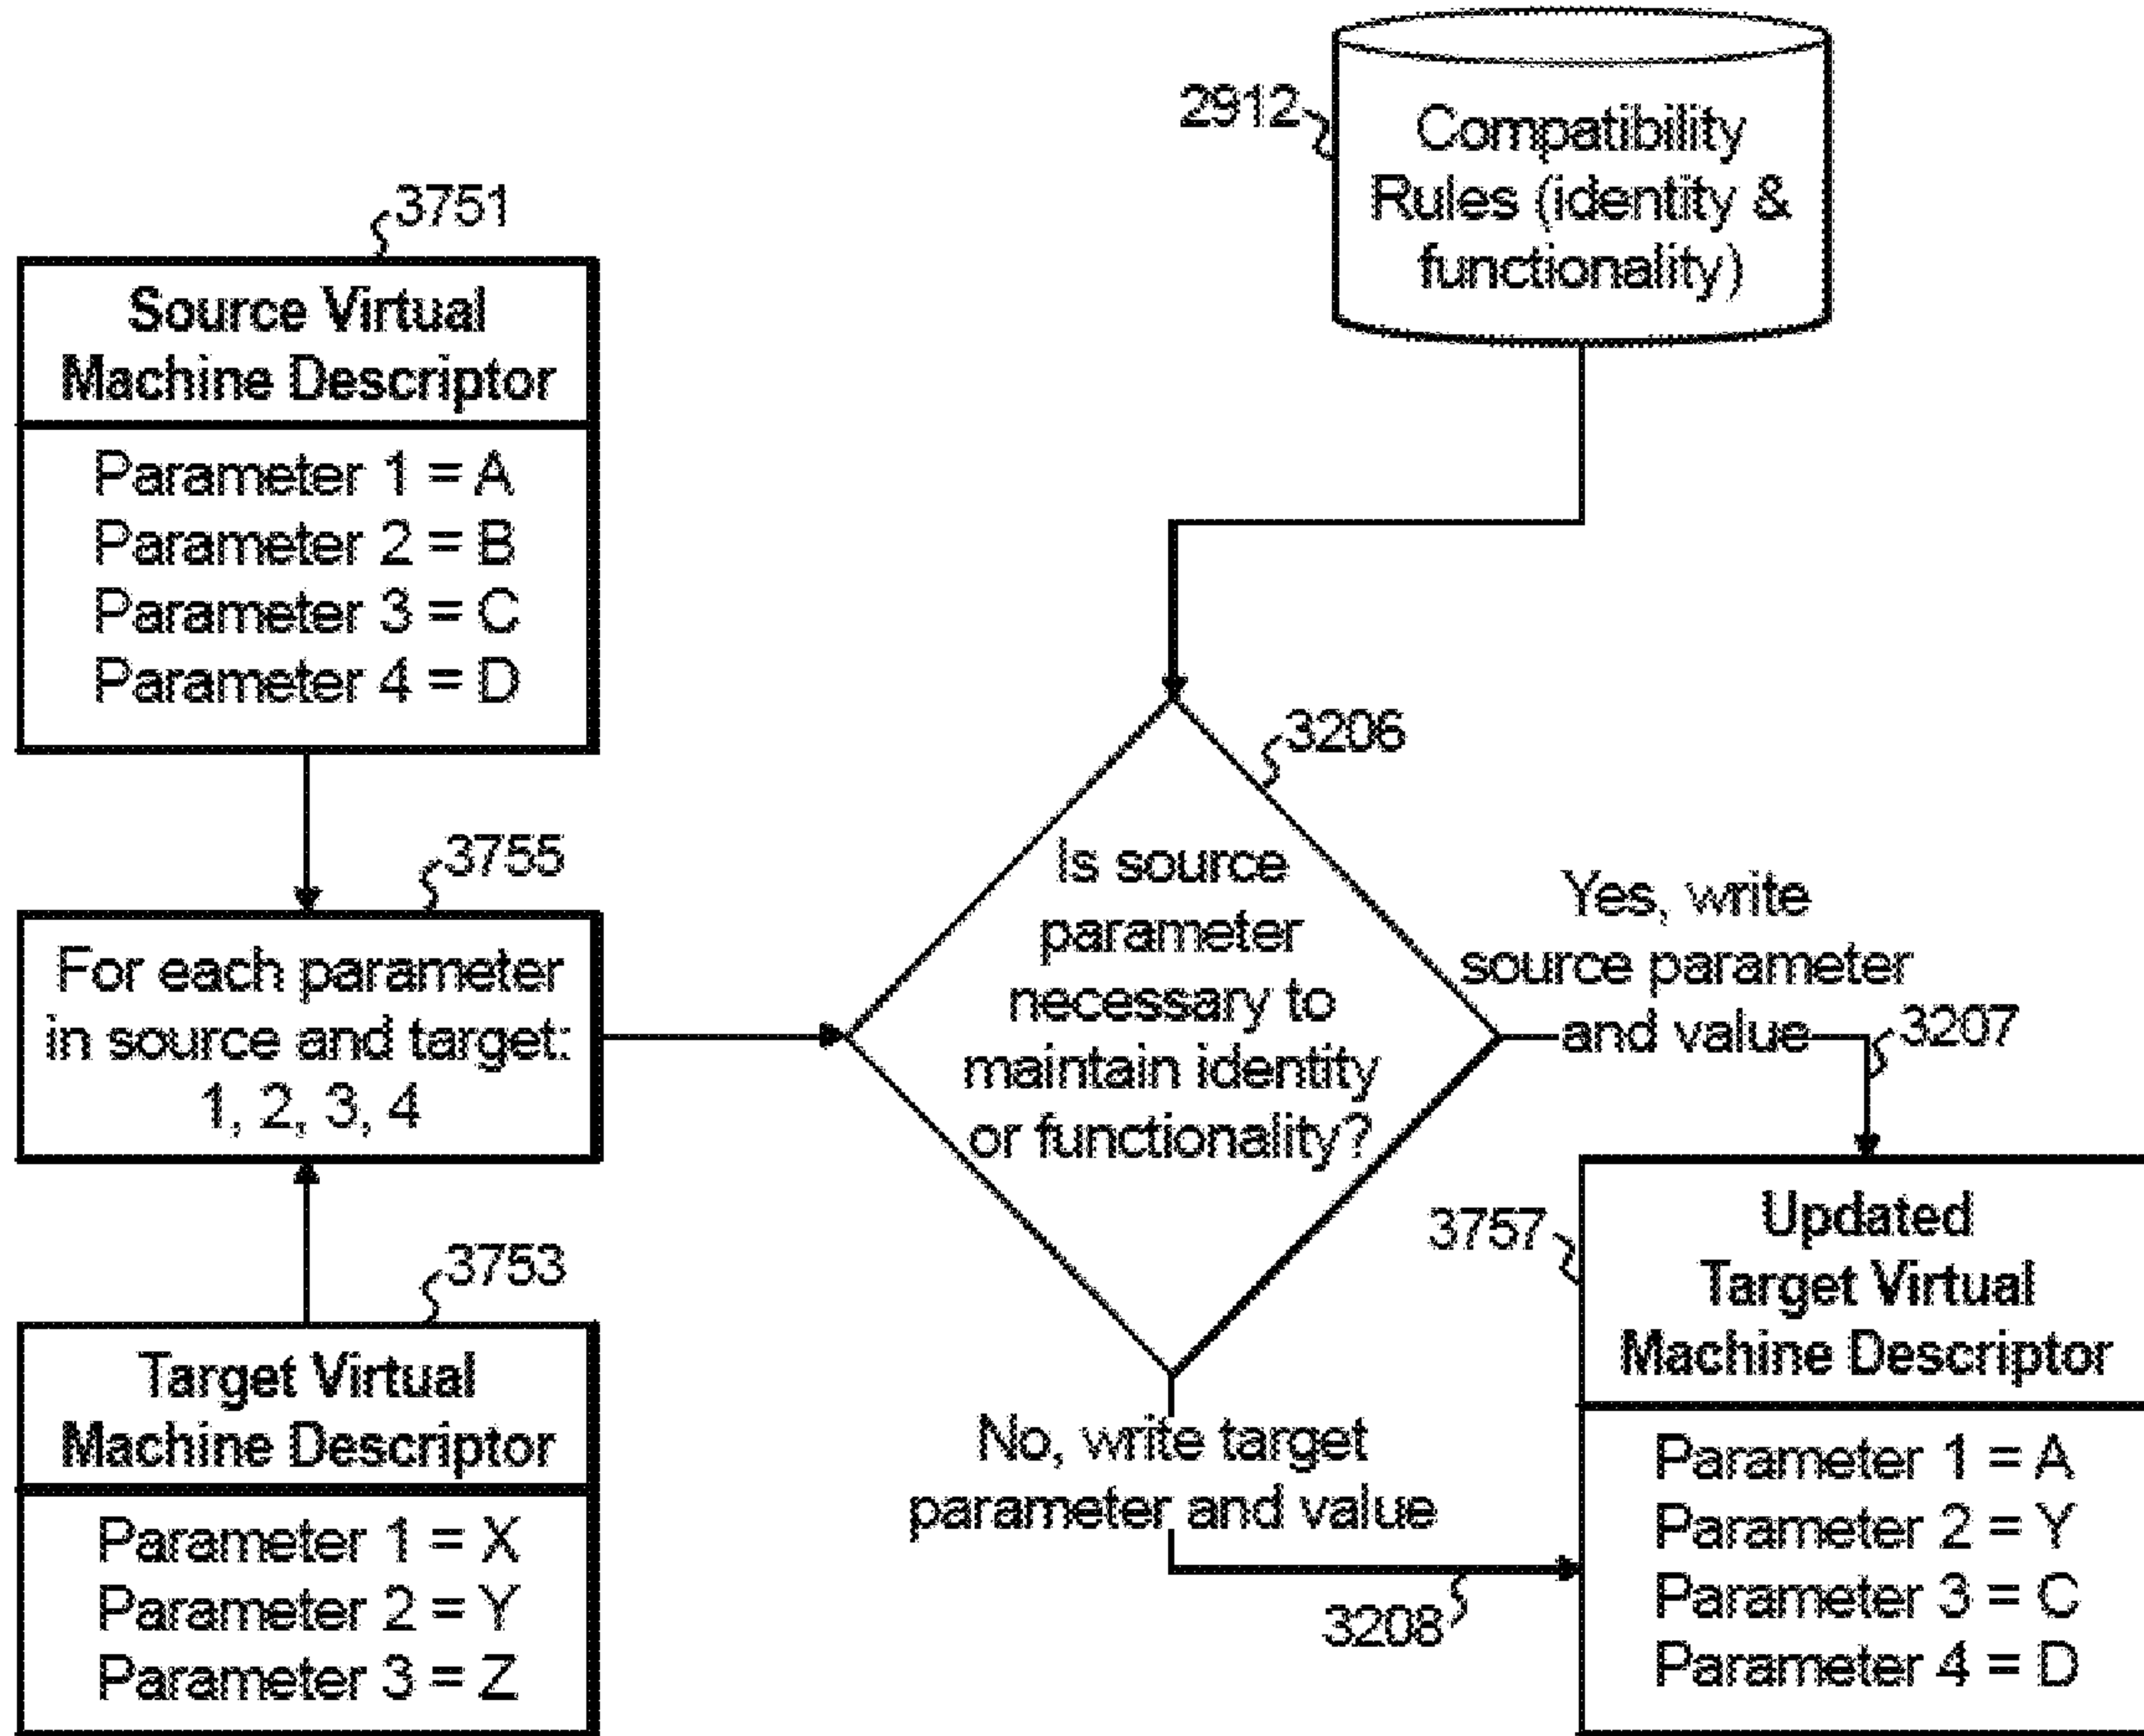 2912
Compatibility
Rules (identity &
functionality)
3751
Source Virtual
Machine Descriptor
Parameter 1 = A
Parameter 2 = B
Parameter 3 = C
Parameter 4 = D
3755
For each parameter
in source and target:
1, 2, 3, 4
3753
Target Virtual
Machine Descriptor
Parameter 1 = X
Parameter 2 = Y
Parameter 3 = Z
3206
Is source
parameter
necessary to
maintain identity
or functionality?
Yes, write
source parameter
and value
3207
No, write target
parameter and value
3208
3757
Updated
Target Virtual
Machine Descriptor
Parameter 1 = A
Parameter 2 = Y
Parameter 3 = C
Parameter 4 = D